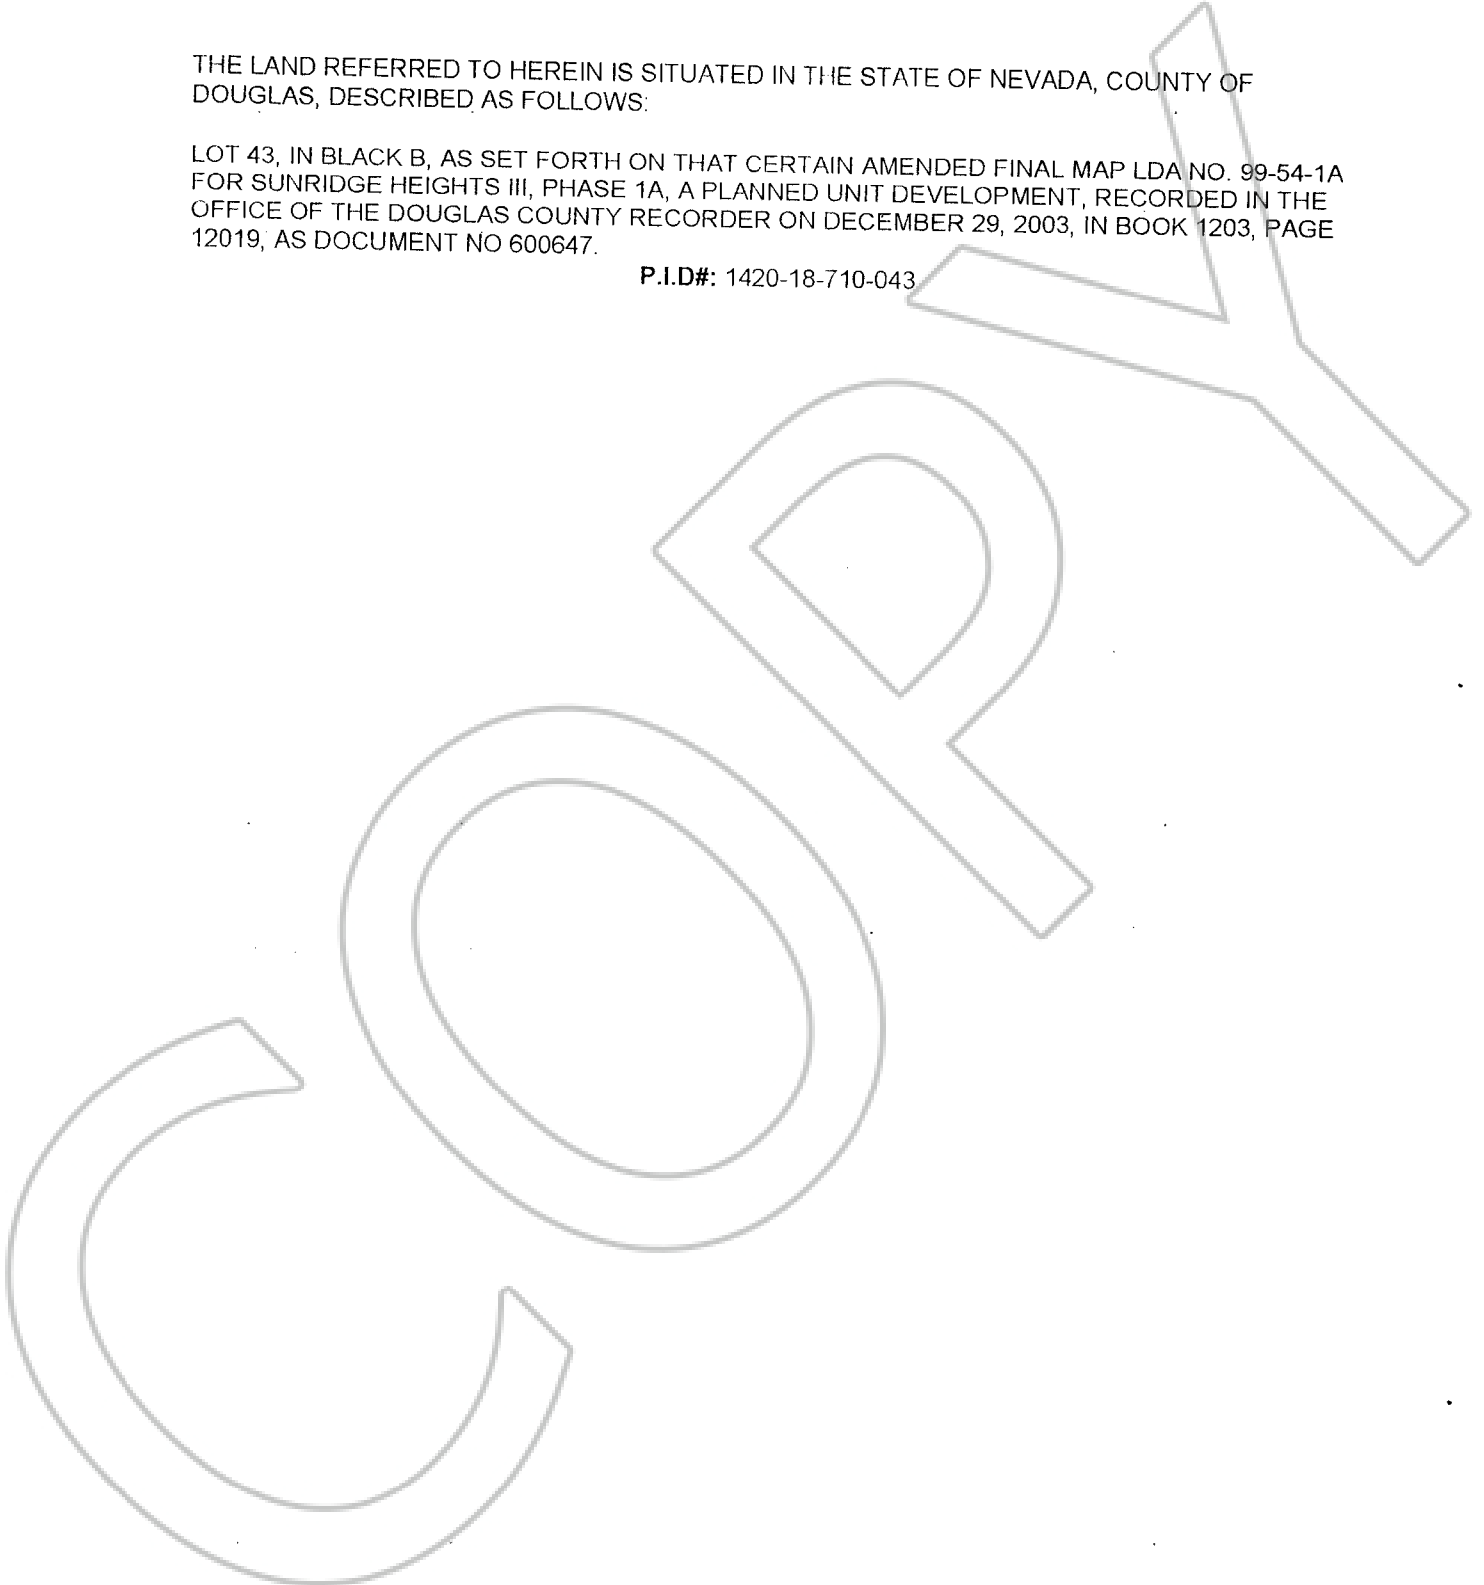 THE LAND REFERRED TO HEREIN IS SITUATED IN THE STATE OF NEVADA, COUNTY OF
DOUGLAS, DESCRIBED AS FOLLOWS:
LOT 43, IN BLACK B, AS SET FORTH ON THAT CERTAIN AMENDED FINAL MAP LDA NO. 99-54-1A
FOR SUNRIDGE HEIGHTS III, PHASE 1A, A PLANNED UNIT DEVELOPMENT, RECORDED IN THE
OFFICE OF THE DOUGLAS COUNTY RECORDER ON DECEMBER 29, 2003, IN BOOK 1203, PAGE
12019, AS DOCUMENT NO 600647.
P.I.D#: 1420-18-710-043
COPY